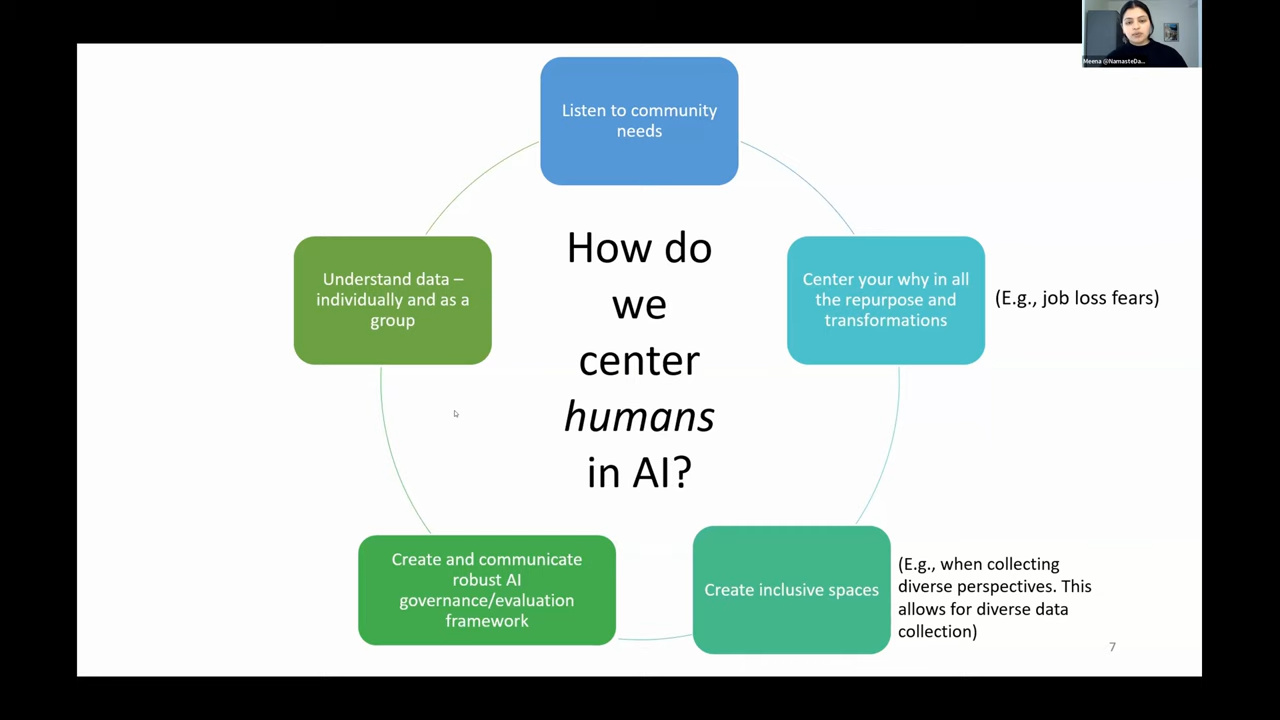 Meena @NamasteDa...
Listen to community
needs
How do
we
center
humans
in AI?
Understand data –
individually and as a
group
Center your why in all
the repurpose and
transformations
(E.g., job loss fears)
Create and communicate
robust AI
governance/evaluation
framework
Create inclusive spaces
(E.g., when collecting
diverse perspectives. This
allows for diverse data
collection)
7